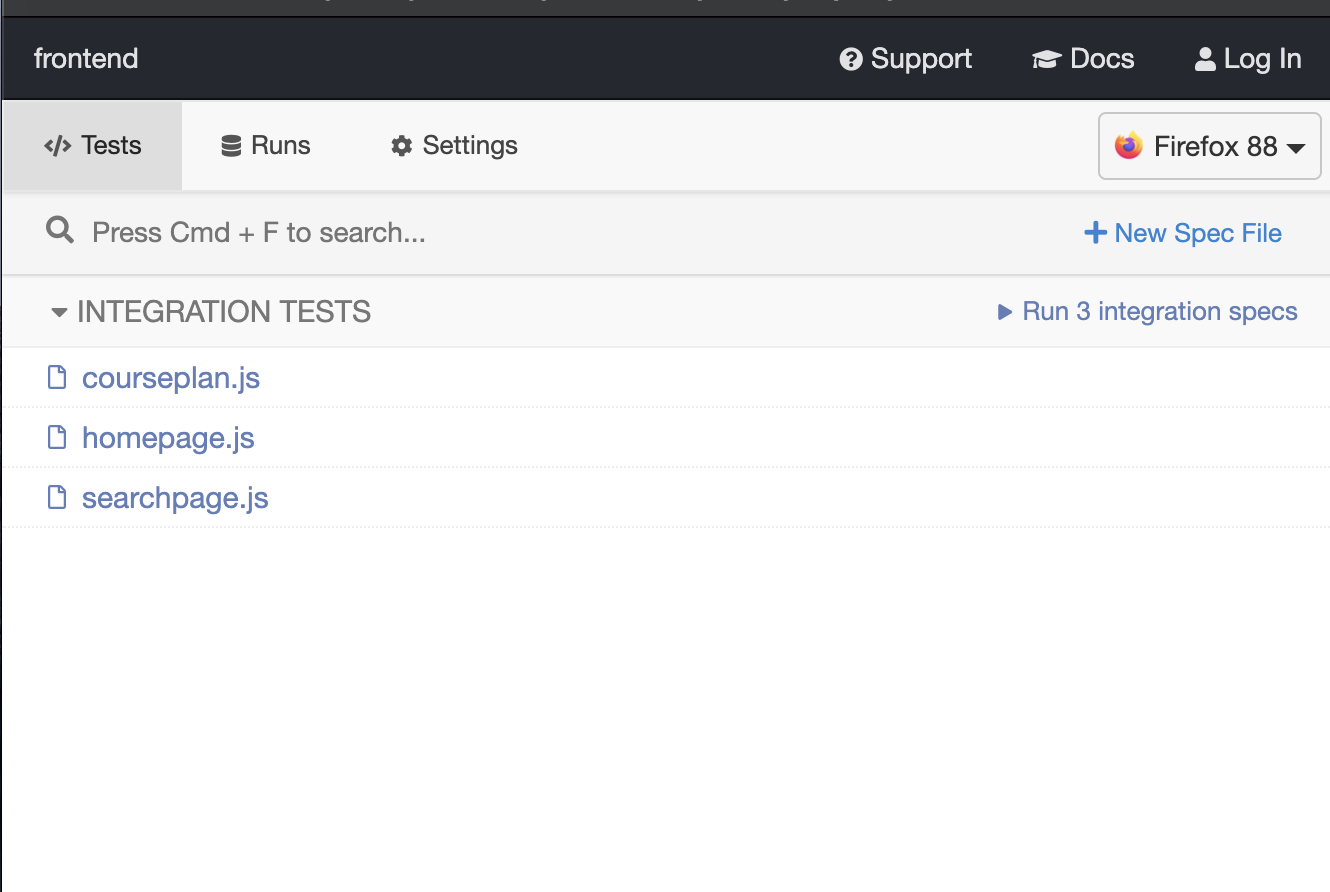 frontend
Support
Docs
Log In
Tests
Runs
Settings
Firefox 88
Press Cmd + F to search...
New Spec File
INTEGRATION TESTS
Run 3 integration specs
courseplan.js
homepage.js
searchpage.js